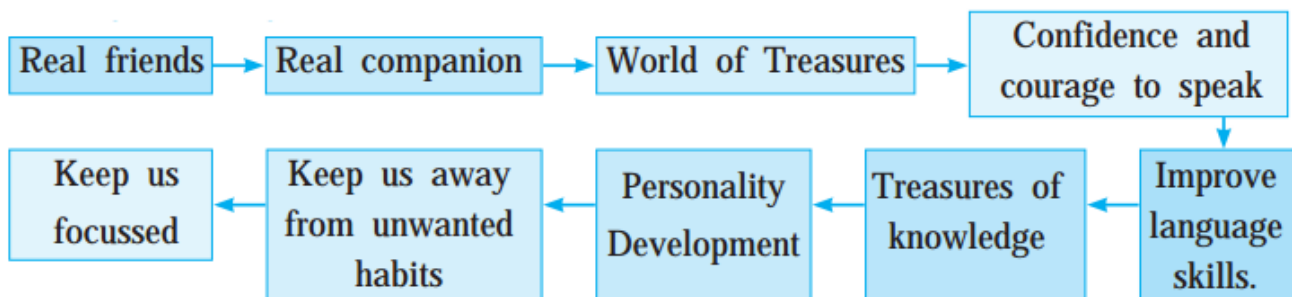 Real friends
Real companion
World of Treasures
Confidence and
courage to speak
Improve
language
skills.
Treasures of
knowledge
Personality
Development
Keep us away
from unwanted
habits
Keep us
focussed